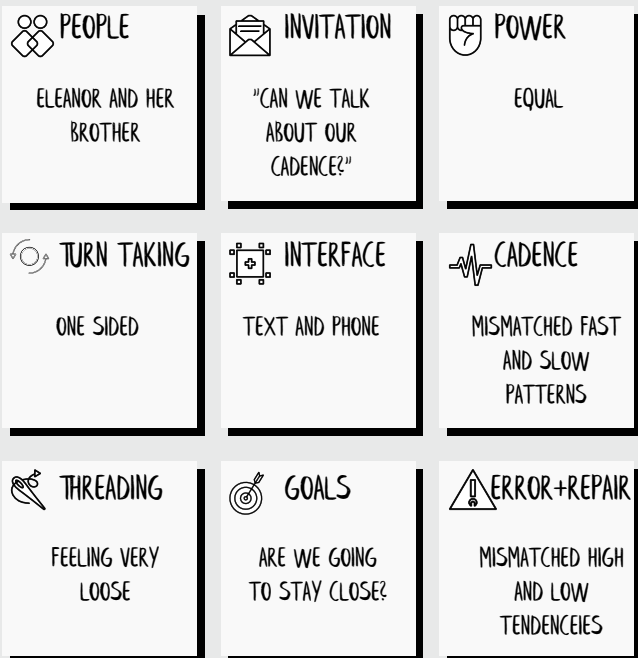 PEOPLE
ELEANOR AND HER
BROTHER
INVITATION
"CAN WE TALK
ABOUT OUR
CADENCE?"
POWER
EQUAL
TURN TAKING
ONE SIDED
INTERFACE
TEXT AND PHONE
CADENCE
MISMATCHED FAST
AND SLOW
PATTERNS
THREADING
FEELING VERY
LOOSE
GOALS
ARE WE GOING
TO STAY CLOSE?
ERROR+REPAIR
MISMATCHED HIGH
AND LOW
TENDENCEIES